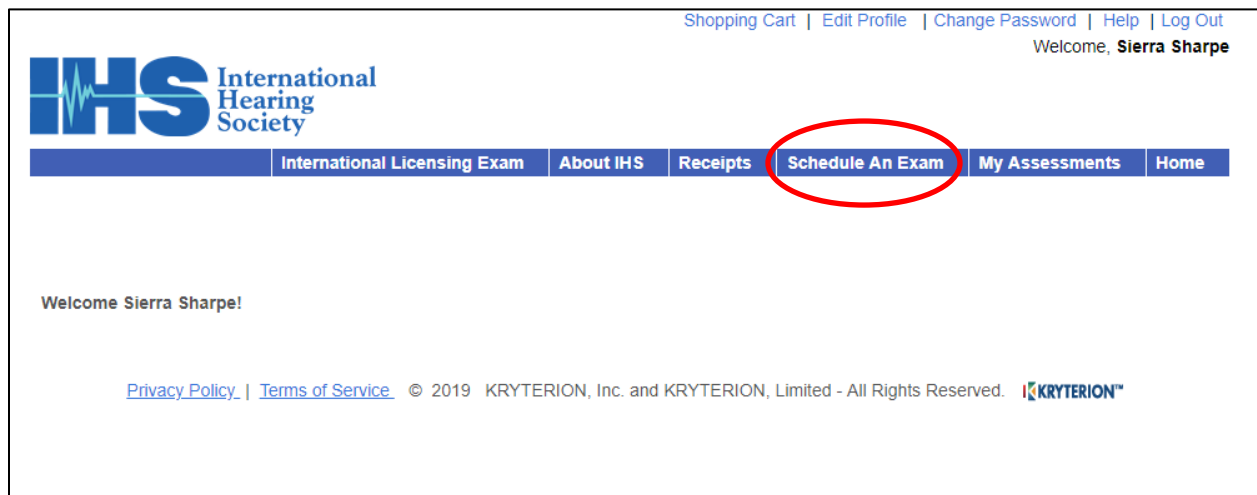 Shopping Cart | Edit Profile | Change Password | Help | Log Out
Welcome, Sierra Sharpe
IHS International
Hearing
Society
International Licensing Exam About IHS Receipts Schedule An Exam My Assessments Home
Welcome Sierra Sharpe!
Privacy Policy | Terms of Service © 2019 KRYTERION, Inc. and KRYTERION, Limited - All Rights Reserved. KRYTERION™